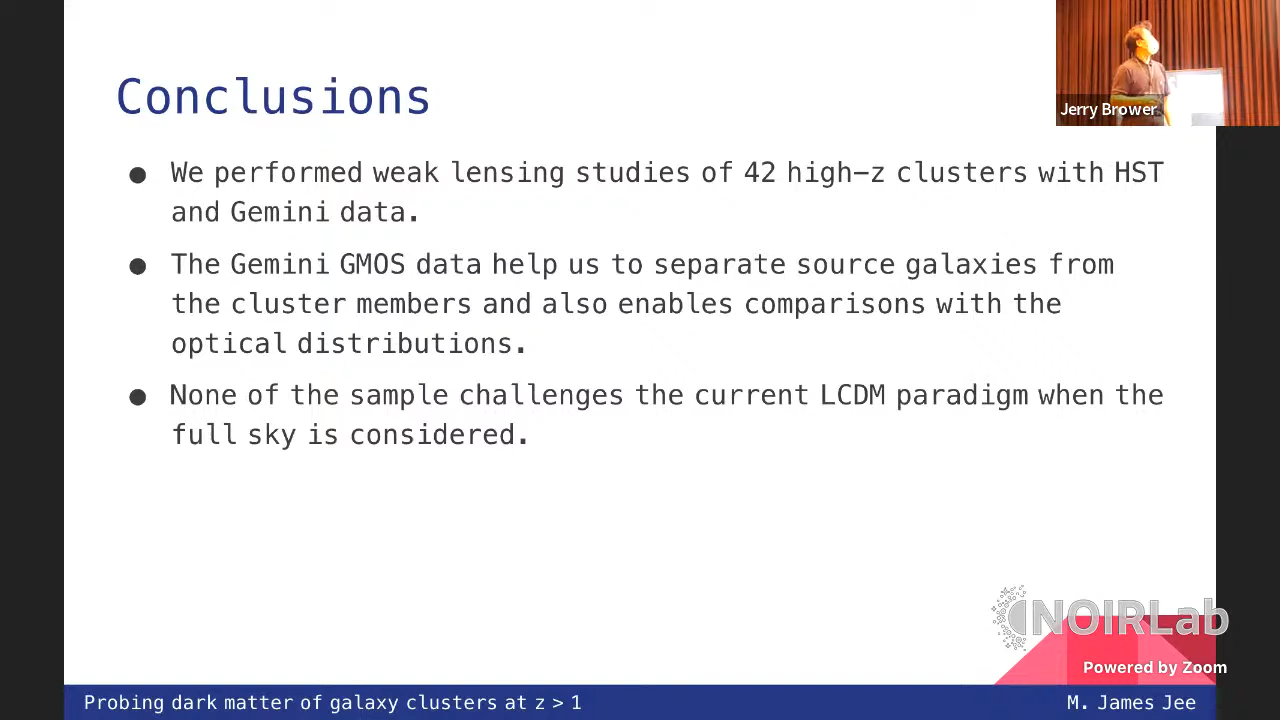 Conclusions
Jerry Brower
● We performed weak lensing studies of 42 high-z clusters with HST
and Gemini data.
● The Gemini GMOS data help us to separate source galaxies from
the cluster members and also enables comparisons with the
optical distributions.
● None of the sample challenges the current LCDM paradigm when the
full sky is considered.
NOIRLab
Powered by Zoom
Probing dark matter of galaxy clusters at z > 1
M. James Jee